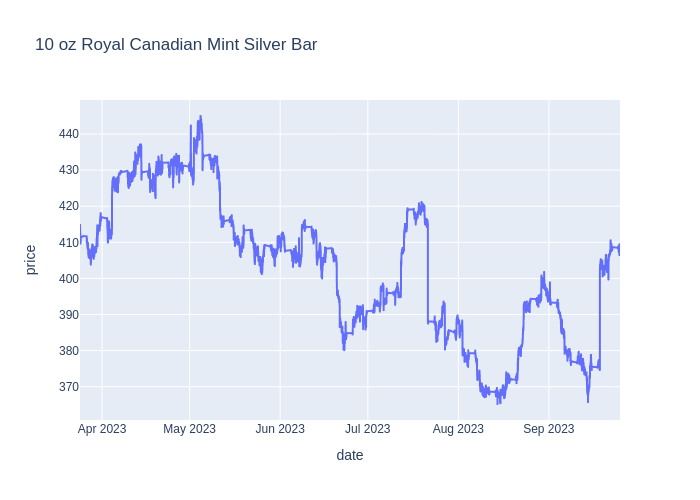 10 oz Royal Canadian Mint Silver Bar
440
430
420
410
400
390
380
370
price
Apr 2023 May 2023 Jun 2023 Jul 2023 Aug 2023 Sep 2023
date